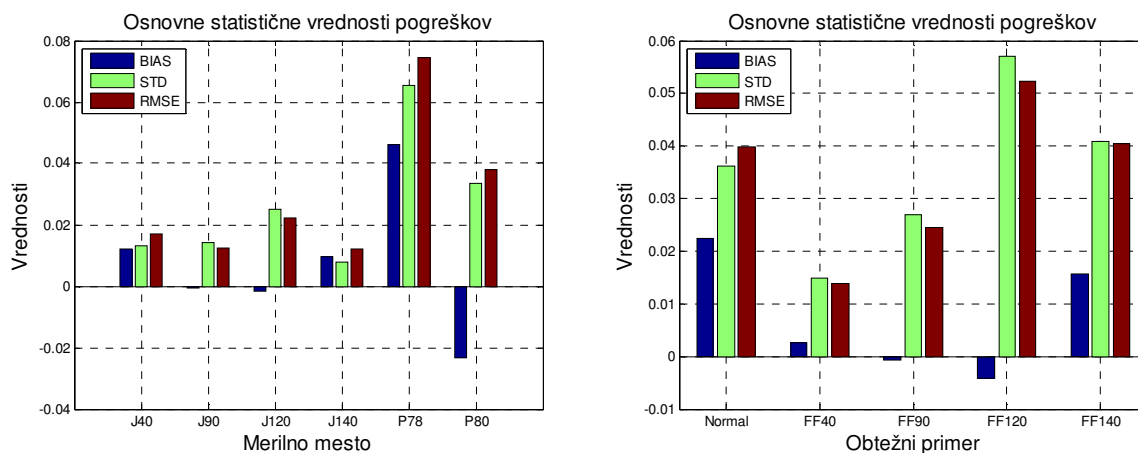 Osnovne statistične vrednosti pogreškov
0.08
0.06
0.04
0.02
0
-0.02
-0.04
Vrednosti
BIAS
STD
RMSE
J40 J90 J120 J140 P78 P80
Merilno mesto
Osnovne statistične vrednosti pogreškov
0.06
0.05
0.04
0.03
0.02
0.01
0
-0.01
Vrednosti
BIAS
STD
RMSE
Normal FF40 FF90 FF120 FF140
Obtežni primer